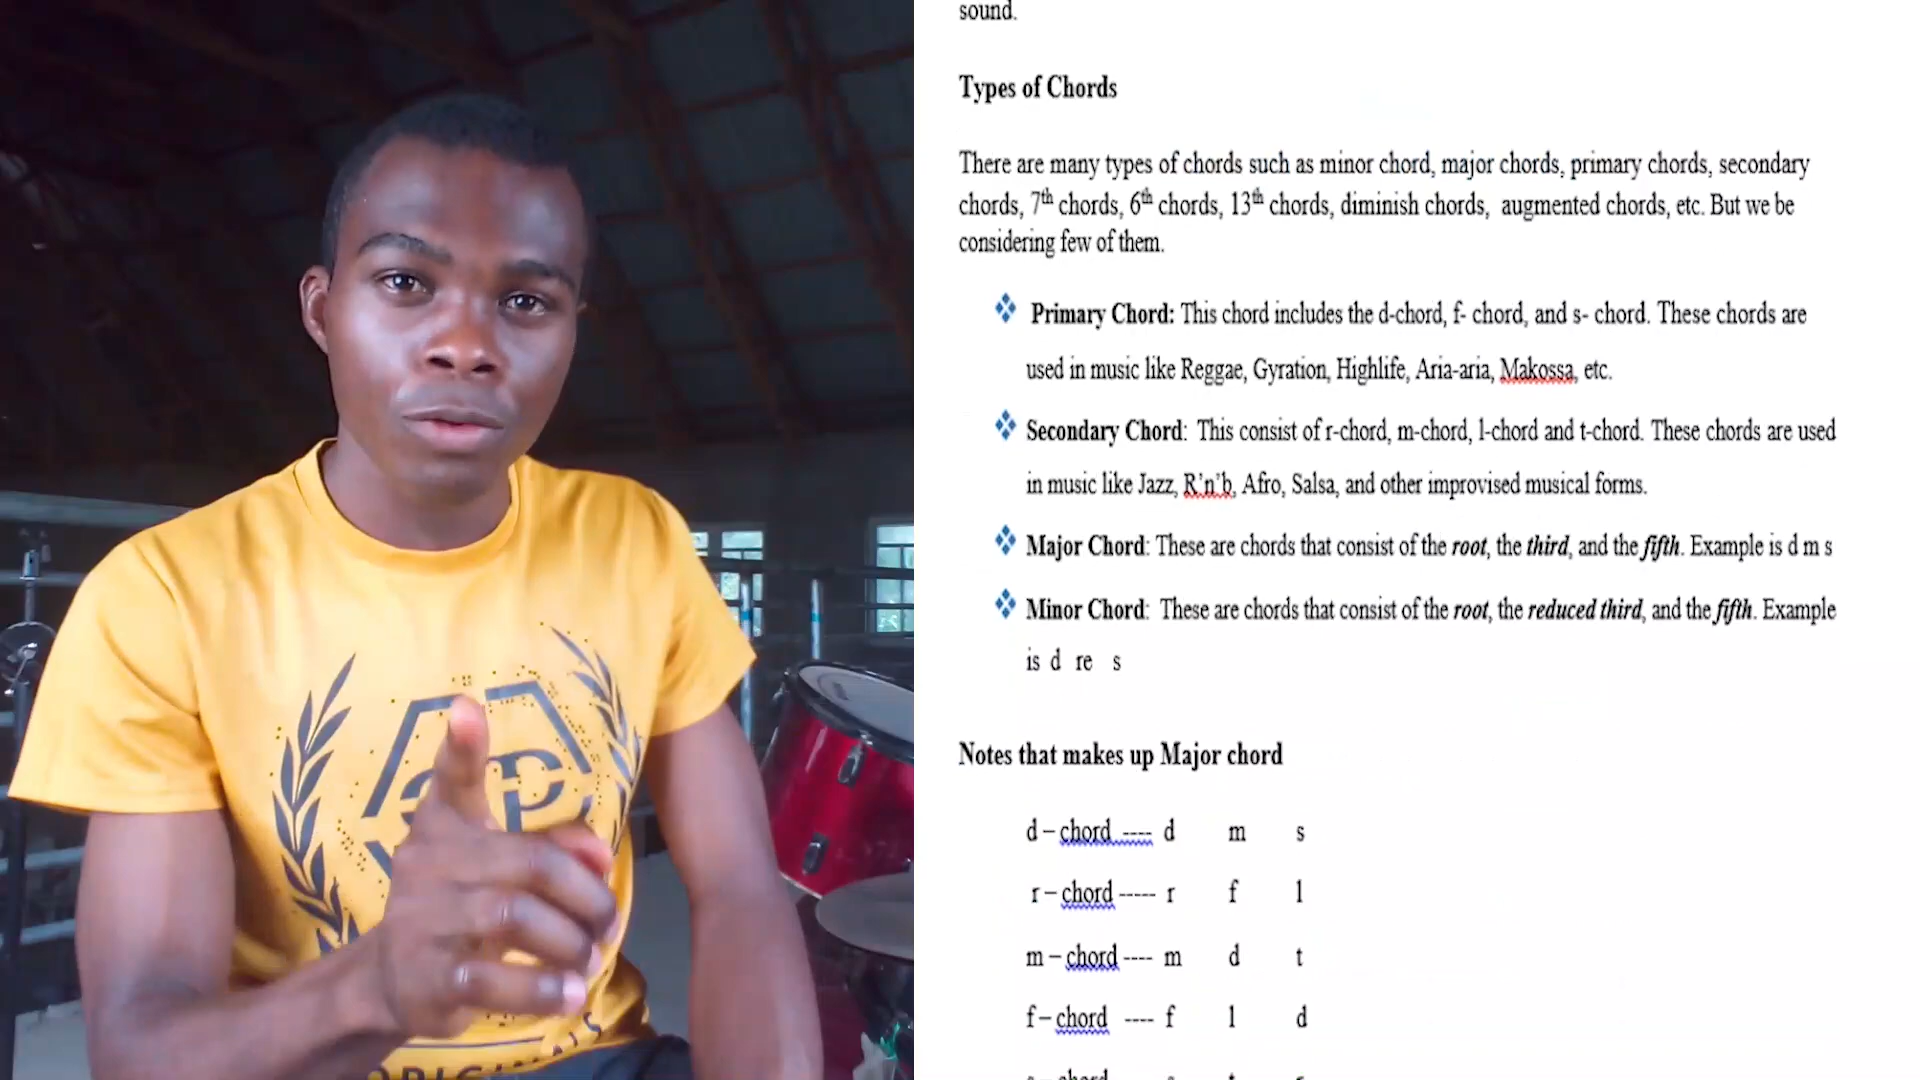 sound.
Types of Chords
There are many types of chords such as minor chord, major chords, primary chords, secondary
chords, 7th chords, 6th chords, 13th chords, diminish chords, augmented chords, etc. But we be
considering few of them.
Primary Chord: This chord includes the d-chord, f- chord, and s- chord. These chords are
used in music like Reggae, Gyration, Highlife, Aria-aria, Makossa, etc.
Secondary Chord: This consist of r-chord, m-chord, l-chord and t-chord. These chords are used
in music like Jazz, R'n'b, Afro, Salsa, and other improvised musical forms.
Major Chord: These are chords that consist of the root, the third, and the fifth. Example is d m s
Minor Chord: These are chords that consist of the root, the reduced third, and the fifth. Example
is d re s
Notes that makes up Major chord
d – chord ---- d m s
r – chord ----- r f l
m – chord ---- m d t
f – chord ---- f l d